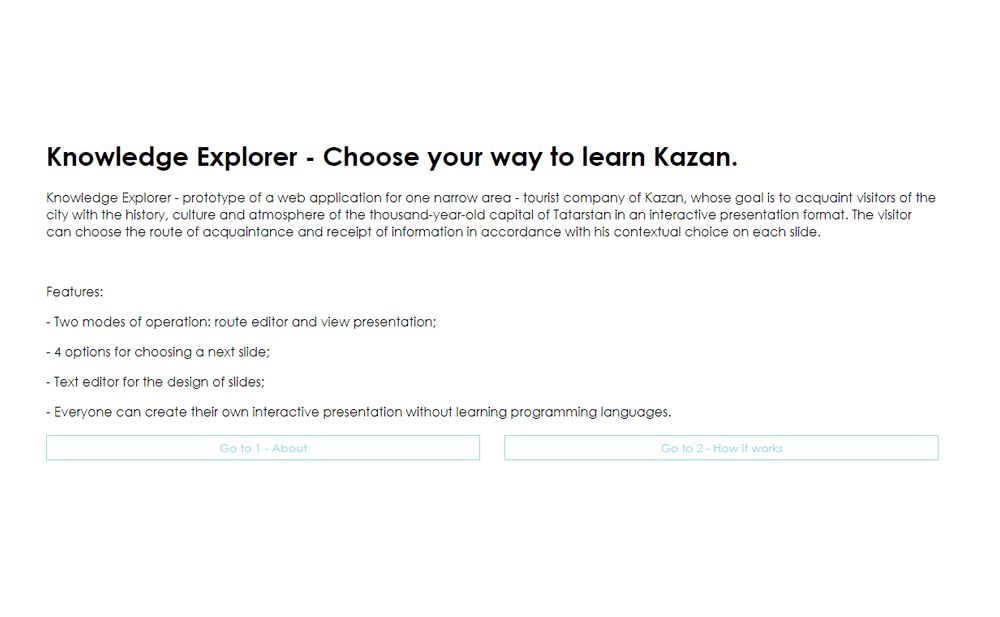 Knowledge Explorer - Choose your way to learn Kazan.
Knowledge Explorer - prototype of a web application for one narrow area - tourist company of Kazan, whose goal is to acquaint visitors of the
city with the history, culture and atmosphere of the thousand-year-old capital of Tatarstan in an interactive presentation format. The visitor
can choose the route of acquaintance and receipt of information in accordance with his contextual choice on each slide.
Features:
- Two modes of operation: route editor and view presentation;
- 4 options for choosing a next slide;
- Text editor for the design of slides;
- Everyone can create their own interactive presentation without learning programming languages.
Go to 1 - About
Go to 2 - How it works